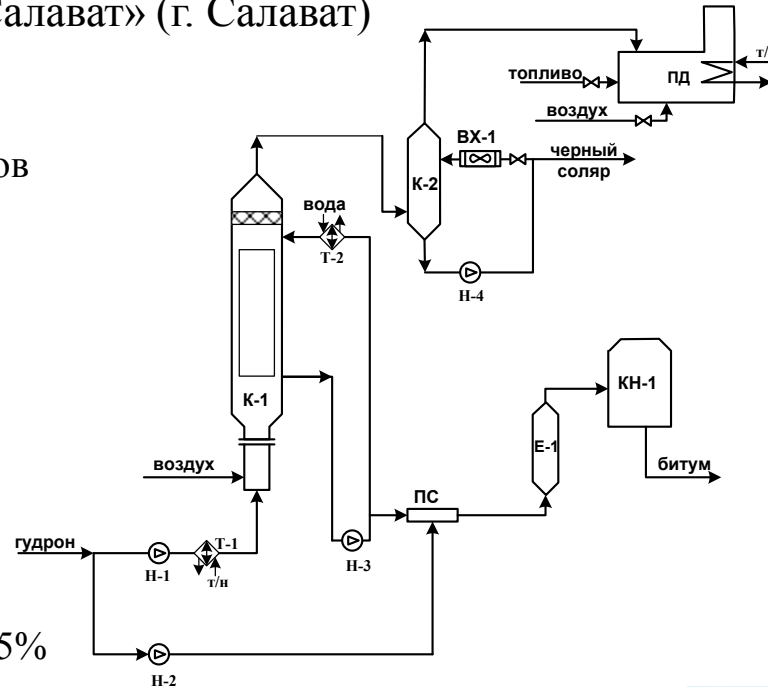 Салават» (г. Салават)
ов
5%
топливо
ПД
т/
воздух
ВХ-1
черный
соляр
К-2
вода
Т-2
Н-4
К-1
КН-1
Е-1
воздух
битум
ПС
гудрон
Т-1
Н-1
т/н
Н-3
Н-2